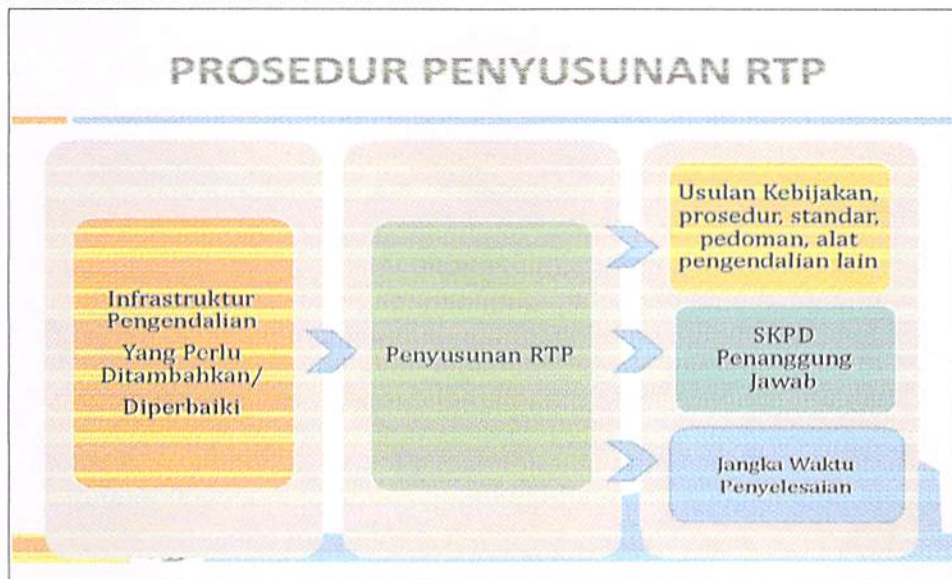 PROSEDUR PENYUSUNAN RTP
Infrastruktur
Pengendalian
Yang Perlu
Ditambahkan/
Diperbaiki
Penyusunan RTP
Usulan Kebijakan,
prosedur, standar,
pedoman, alat
pengendalian lain
SKPD
Penanggung
Jawab
Jangka Waktu
Penyelesaian